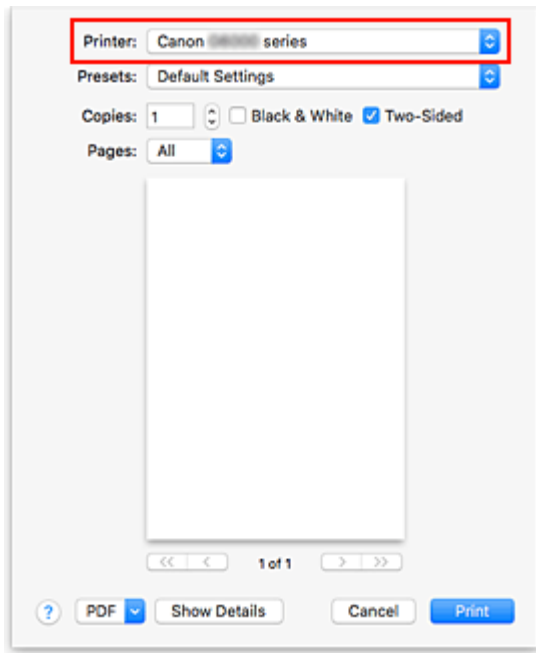 Printer: Canon series
Presets: Default Settings
Copies: 1 Black & White Two-Sided
Pages: All
<< < 1 of 1 > >>
? PDF Show Details Cancel Print